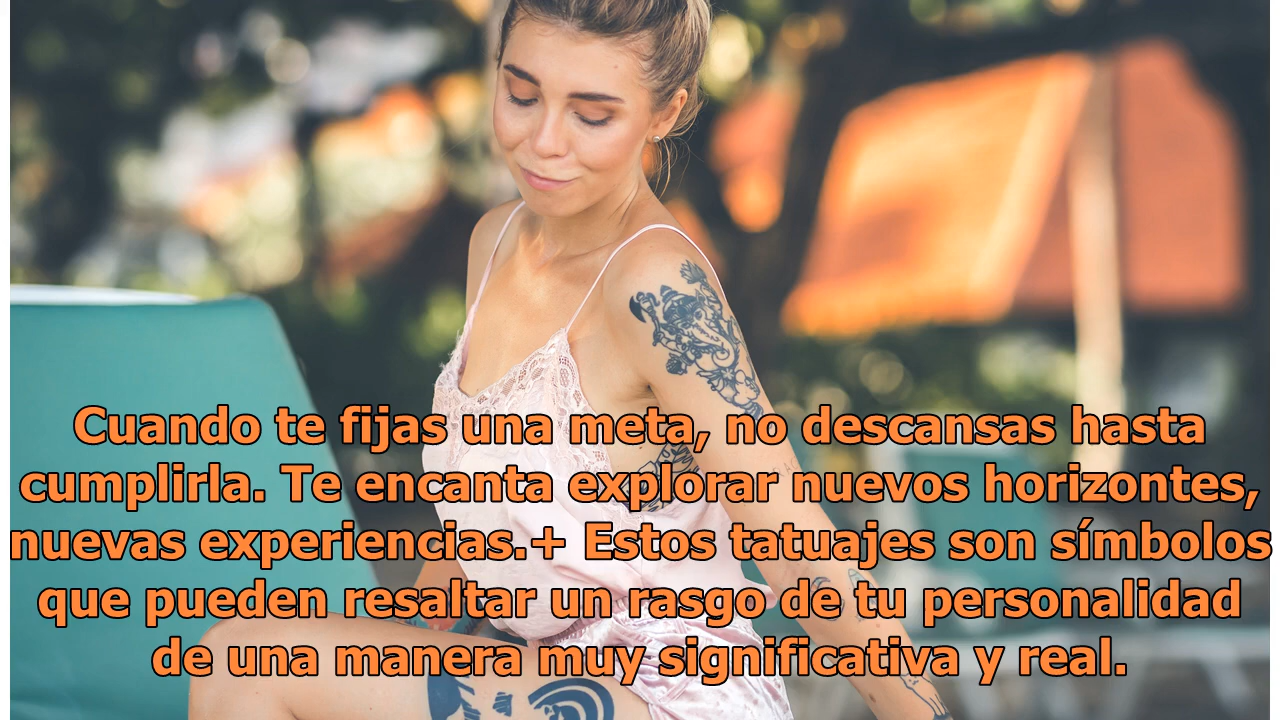 Cuando te fijas una meta, no descansas hasta
cumplirla. Te encanta explorar nuevos horizontes,
nuevas experiencias.+ Estos tatuajes son símbolos
que pueden resaltar un rasgo de tu personalidad
de una manera muy significativa y real.